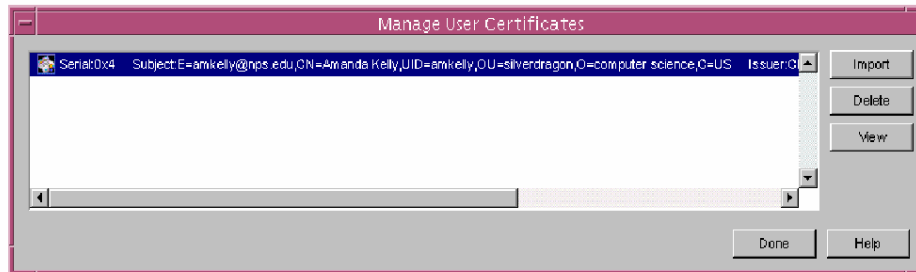 Manage User Certificates
Serial:0x4 Subject:E=amkelly@nps.edu,CN=Amanda Kelly,UID=amkelly,OU=silverdragon,O=computer science,C=US Issuer:C
Import
Delete
View
Done
Help